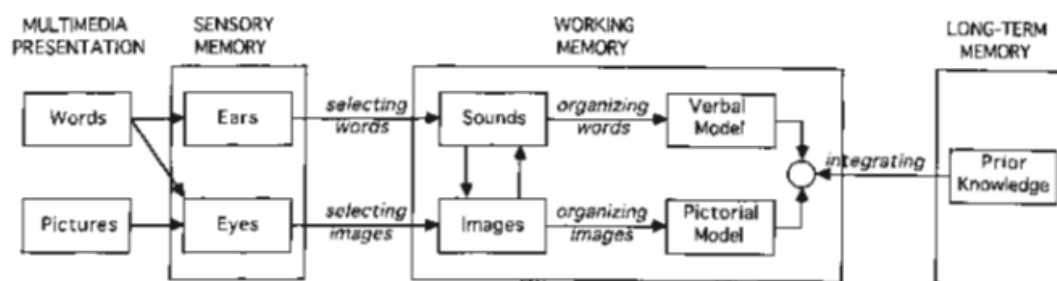 MULTIMEDIA
PRESENTATION
SENSORY
MEMORY
WORKING
MEMORY
LONG-TERM
MEMORY
Words
Ears
selecting
words
Sounds
organizing
words
Verbal
Model
integrating
Prior
Knowledge
Pictures
Eyes
selecting
images
Images
organizing
images
Pictorial
Model